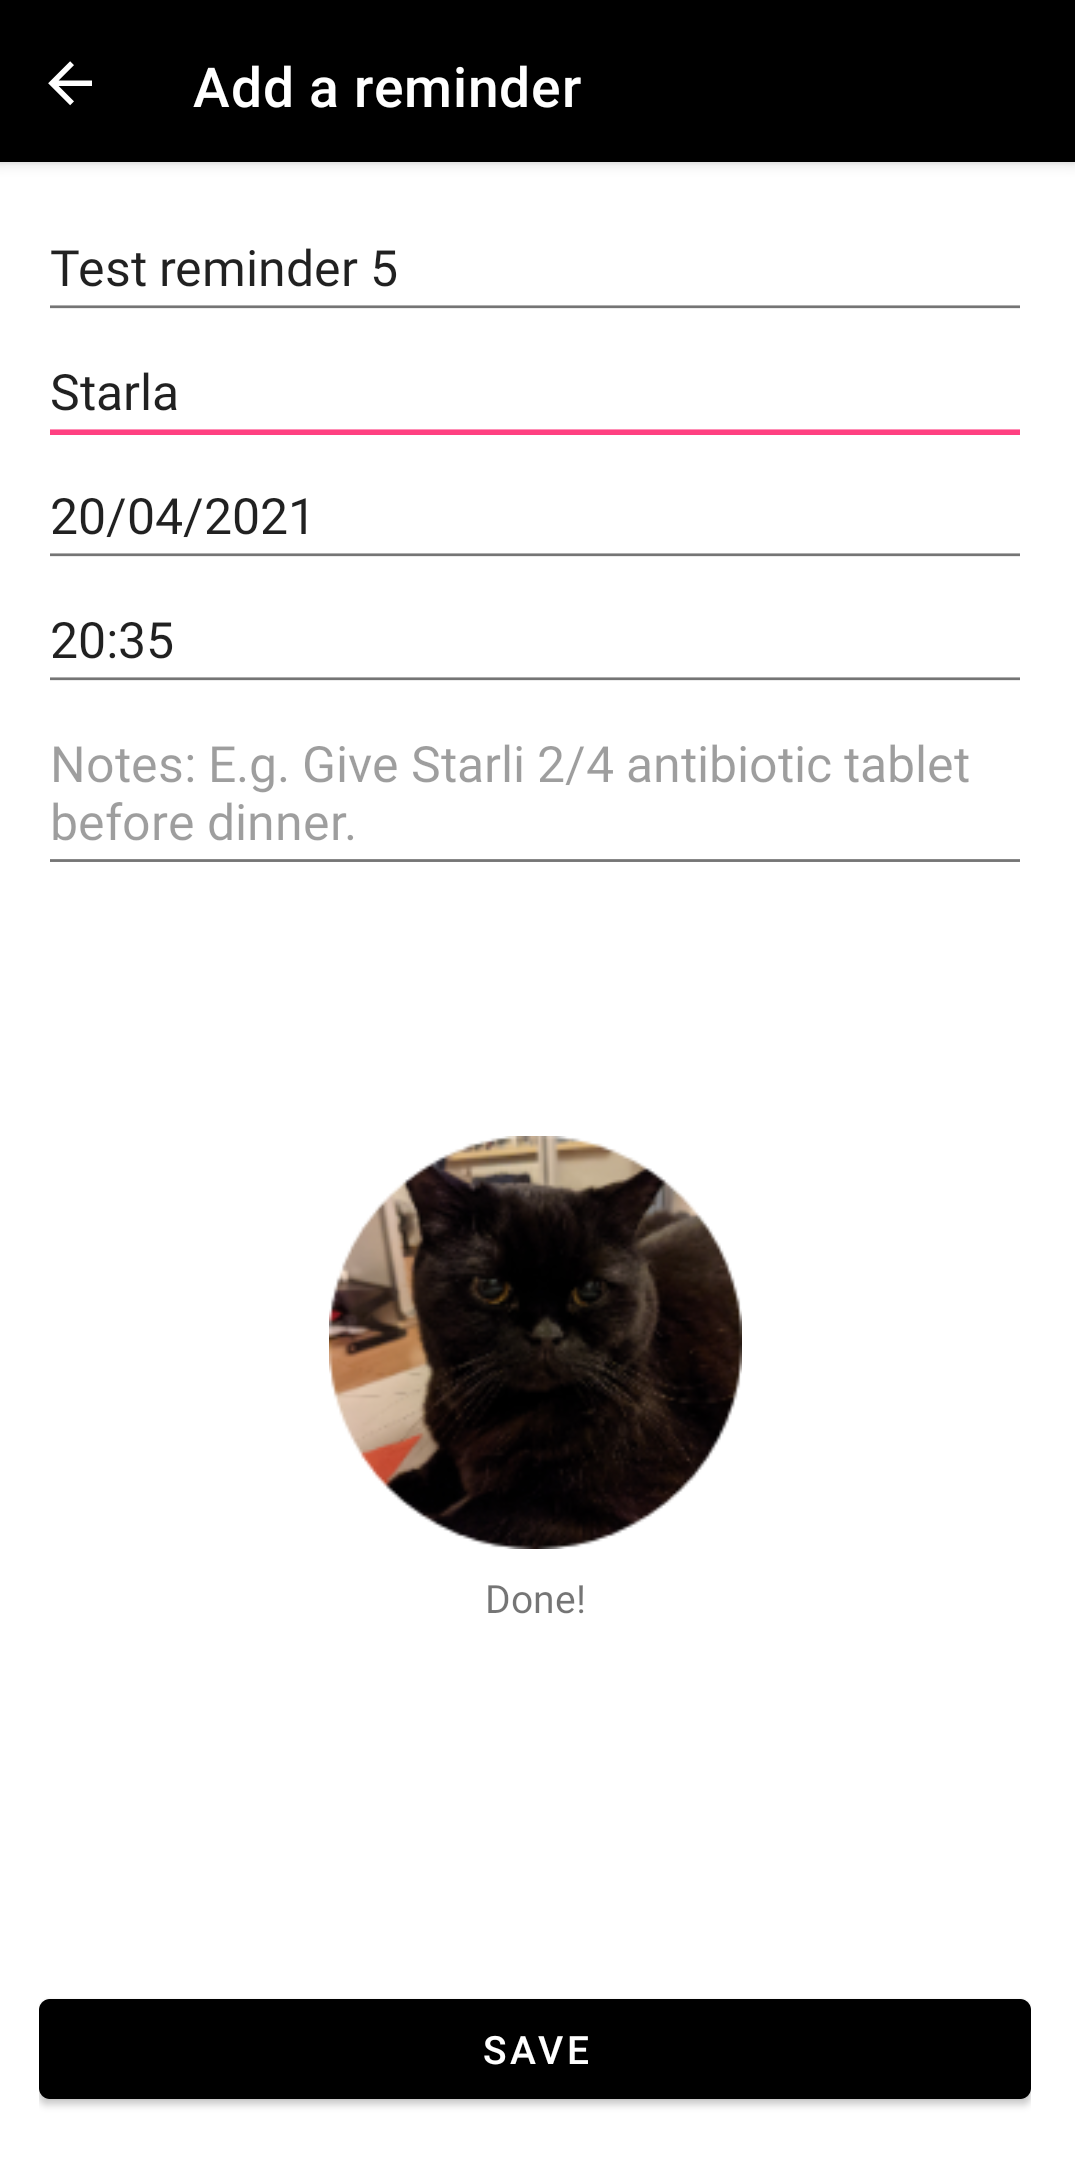 Add a reminder
Test reminder 5
Starla
20/04/2021
20:35
Notes: E.g. Give Starli 2/4 antibiotic tablet
before dinner.
Done!
SAVE